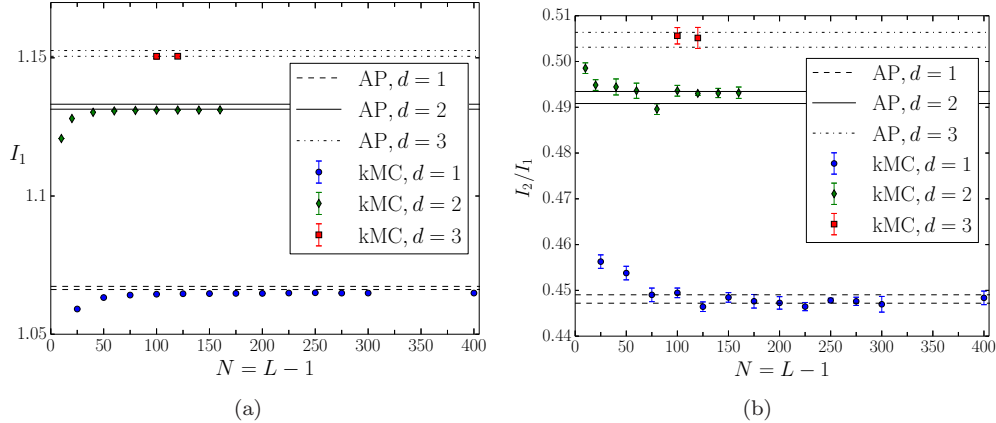 1.15
I_1
1.1
1.05
0 50 100 150 200 250 300 350 400
N = L − 1
AP, d = 1
AP, d = 2
AP, d = 3
kMC, d = 1
kMC, d = 2
kMC, d = 3
(a)
0.51
0.50
0.49
0.48
I_2/I_1
0.47
0.46
0.45
0.44
0 50 100 150 200 250 300 350 400
N = L − 1
AP, d = 1
AP, d = 2
AP, d = 3
kMC, d = 1
kMC, d = 2
kMC, d = 3
(b)